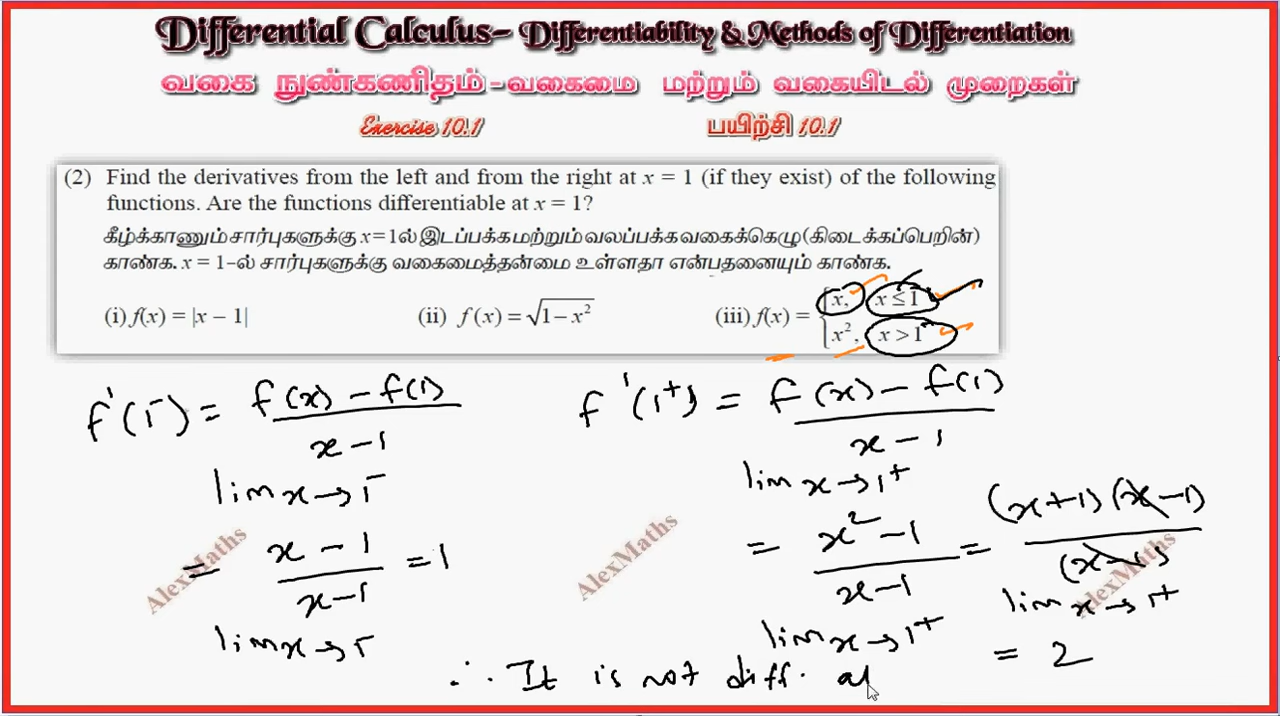 Differential Calculus– Differentiability & Methods of Differentiation
வகை நுண்கணிதம் -வகைமை மற்றும் வகையிடல் முறைகள்
Exercise 10.1 பயிற்சி 10.1
(2) Find the derivatives from the left and from the right at x = 1 (if they exist) of the following
functions. Are the functions differentiable at x = 1?
கீழ்க்காணும் சார்புகளுக்கு x=1ல் இடப்பக்க மற்றும் வலப்பக்க வகைக்கெழு (கிடைக்கப்பெறின்)
காண்க. x = 1-ல் சார்புகளுக்கு வகைமைத்தன்மை உள்ளதா என்பதனையும் காண்க.
(i) f(x) = |x − 1| (ii) f(x) = √(1 − x²) (iii) f(x) = { x, x ≤ 1
x², x > 1
f'(1⁻) = f(x) − f(1) / x − 1
lim x→1⁻
= x − 1 / x − 1 = 1
lim x→1⁻
f'(1⁺) = f(x) − f(1) / x − 1
lim x→1⁺
= x² − 1 / x − 1 = (x+1)(x−1) / (x−1)
lim x→1⁺ lim x→1⁺
= 2
∴ It is not diff. at
AlexMaths
AlexMaths
AlexMaths